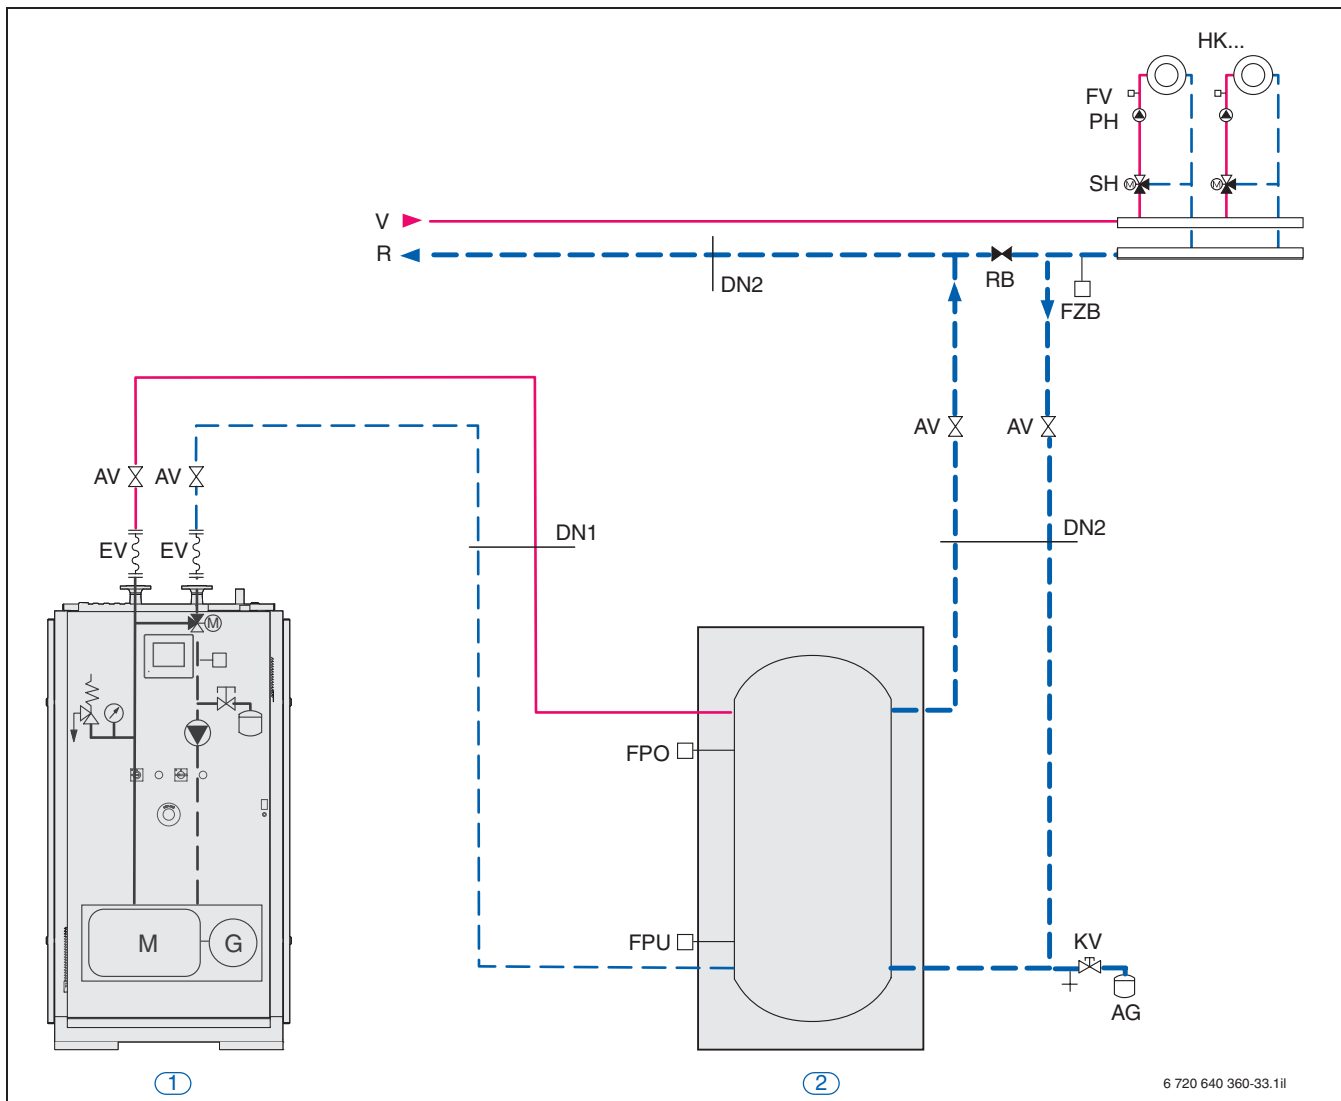 HK...
FV
PH
SH M M
V
R
DN2
RB
FZB
AV AV
AV AV
EV EV
DN1
DN2
M
FPO
FPU
M G
KV
AG
1
2
6 720 640 360-33.1il